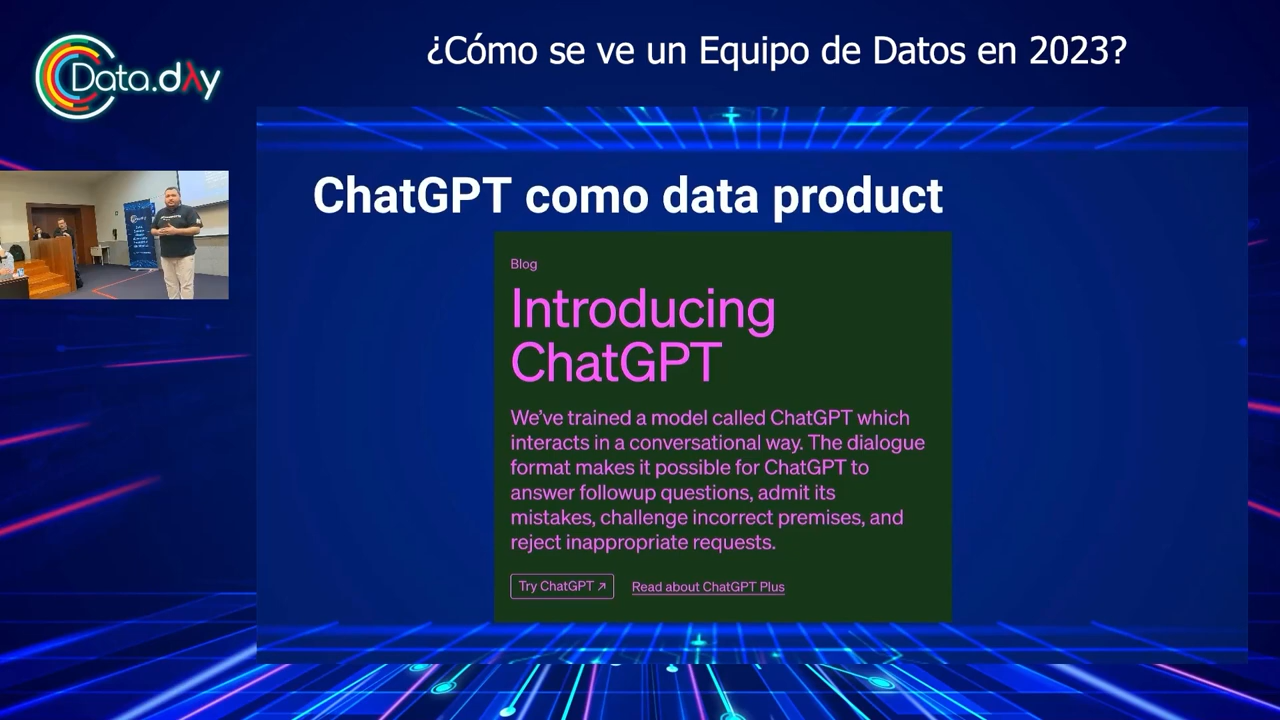 ¿Cómo se ve un Equipo de Datos en 2023?
Data.dλy
ChatGPT como data product
Blog
Introducing
ChatGPT
We've trained a model called ChatGPT which
interacts in a conversational way. The dialogue
format makes it possible for ChatGPT to
answer followup questions, admit its
mistakes, challenge incorrect premises, and
reject inappropriate requests.
Try ChatGPT ↗
Read about ChatGPT Plus